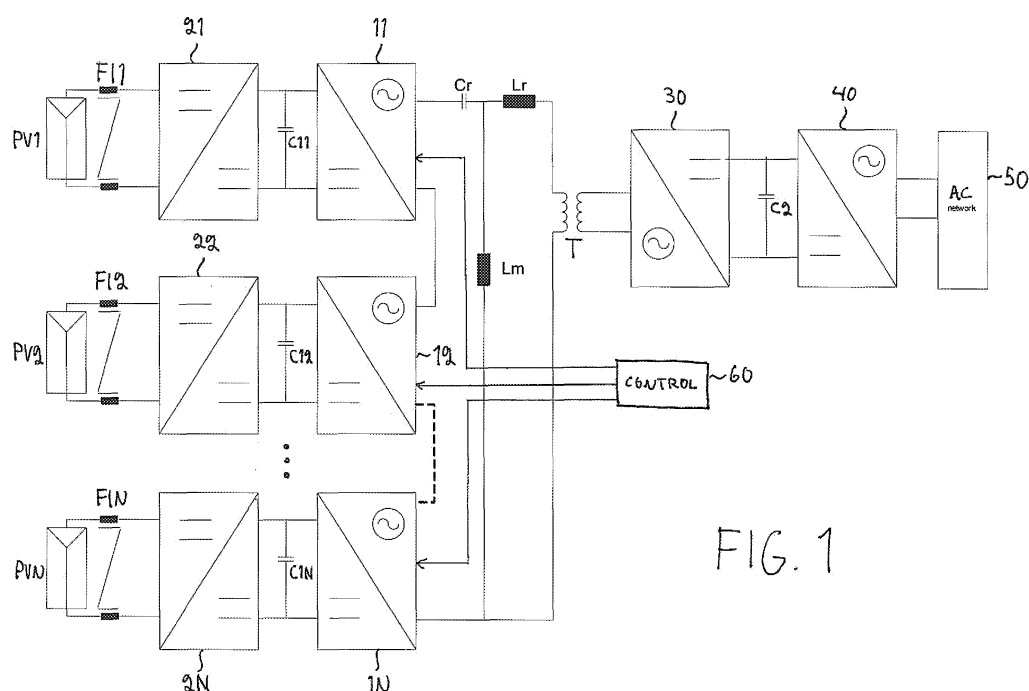 21
11
FI1
Cr
Lr
30
40
PV1
C11
50
AC
network
C2
T
22
FI2
Lm
PV2
C12
12
CONTROL
60
FIN
PVN
C1N
2N
1N
FIG. 1